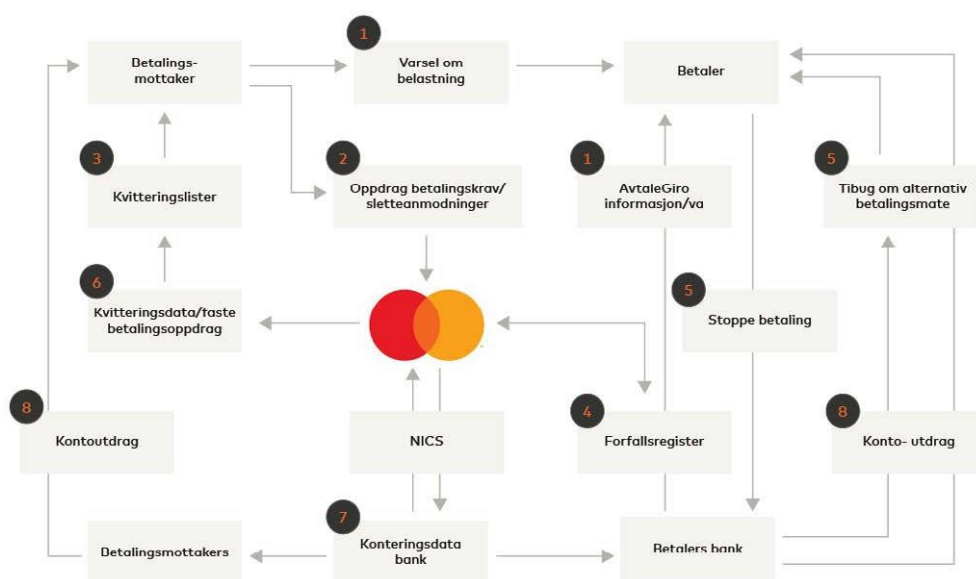 1
Betalings-
mottaker
Varsel om
belastning
Betaler
3
Kvitteringslister
2
Oppdrag betalingskrav/
sletteanmodninger
1
AvtaleGiro
informasjon/va
5
Tibug om alternativ
betalingsmate
6
Kvitteringsdata/faste
betalingsoppdrag
5
Stoppe betaling
8
Kontoutdrag
NICS
4
Forfallsregister
8
Konto- utdrag
Betalingsmottakers
7
Konteringsdata
bank
Betalers bank